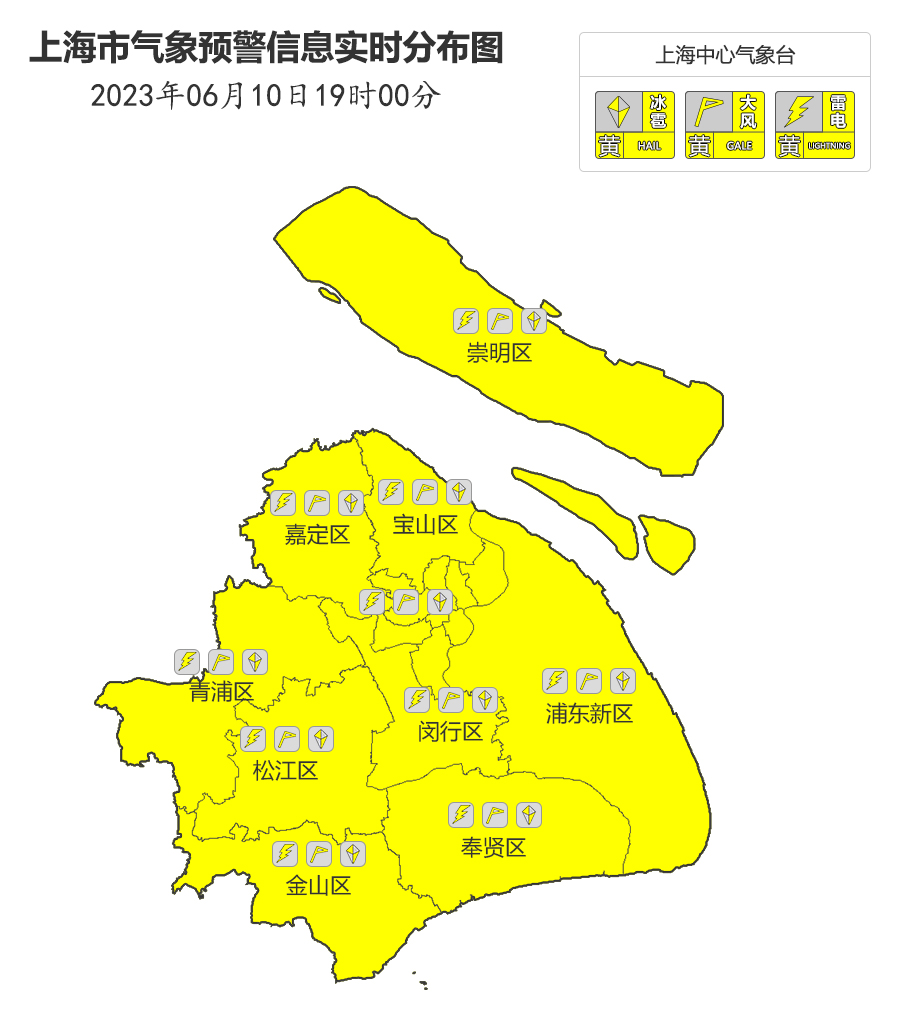 上海市气象预警信息实时分布图
2023年06月10日19时00分
上海中心气象台
冰雹
黄 HAIL
大风
黄 GALE
雷电
黄 LIGHTNING
崇明区
嘉定区
宝山区
青浦区
浦东新区
闵行区
松江区
奉贤区
金山区